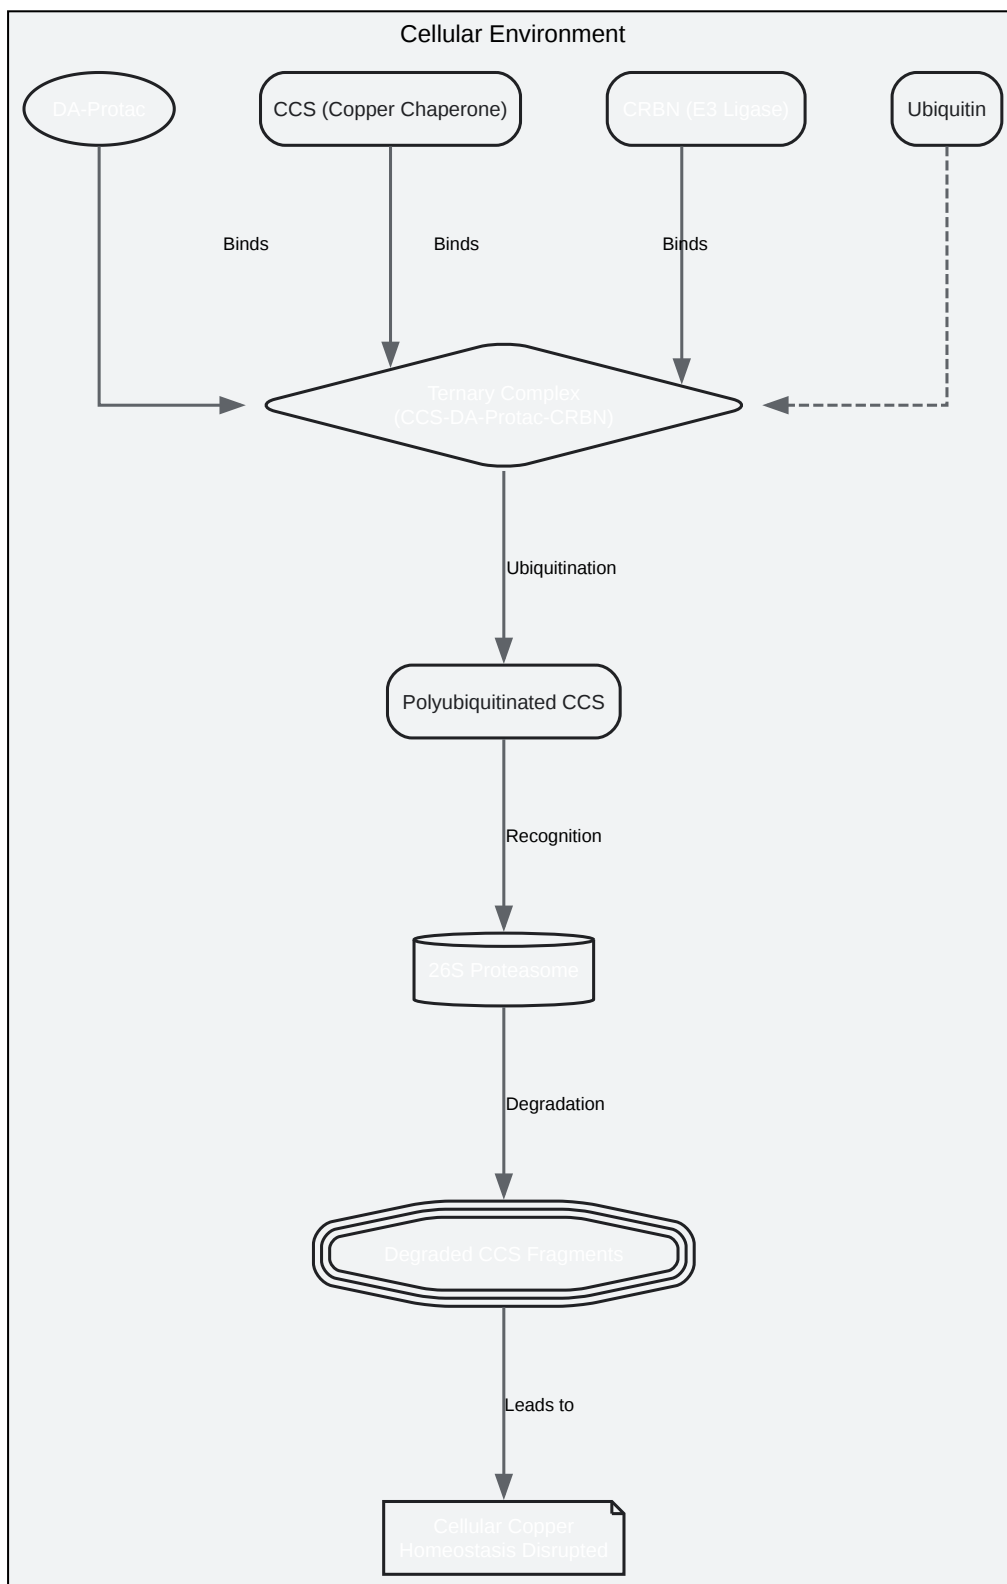 Cellular Environment
DA-Protac
CCS (Copper Chaperone)
CRBN (E3 Ligase)
Ubiquitin
Binds
Binds
Binds
Ternary Complex
(CCS-DA-Protac-CRBN)
Ubiquitination
Polyubiquitinated CCS
Recognition
26S Proteasome
Degradation
Degraded CCS Fragments
Leads to
Cellular Copper
Homeostasis Disrupted